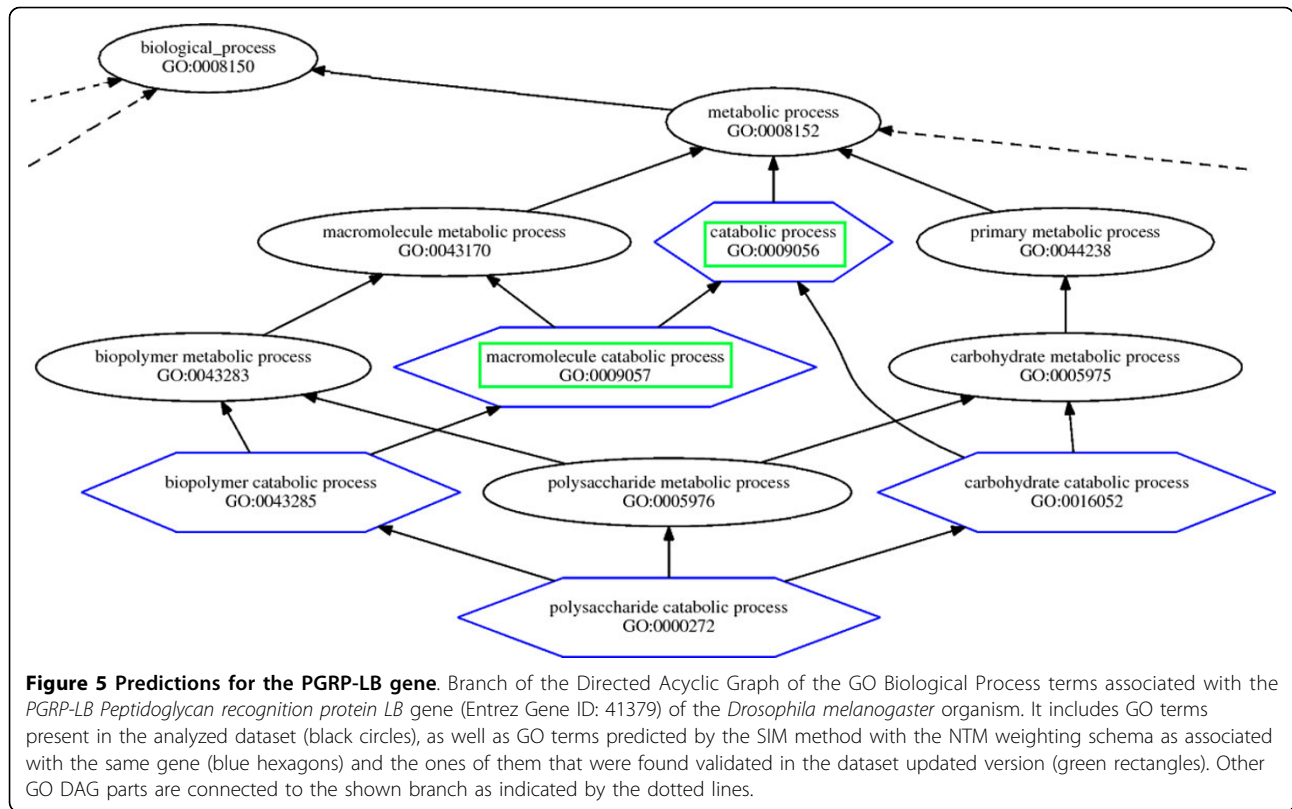 biological_process
GO:0008150
metabolic process
GO:0008152
macromolecule metabolic process
GO:0043170
catabolic process
GO:0009056
primary metabolic process
GO:0044238
biopolymer metabolic process
GO:0043283
macromolecule catabolic process
GO:0009057
carbohydrate metabolic process
GO:0005975
biopolymer catabolic process
GO:0043285
polysaccharide metabolic process
GO:0005976
carbohydrate catabolic process
GO:0016052
polysaccharide catabolic process
GO:0000272
Figure 5 Predictions for the PGRP-LB gene. Branch of the Directed Acyclic Graph of the GO Biological Process terms associated with the
PGRP-LB Peptidoglycan recognition protein LB gene (Entrez Gene ID: 41379) of the Drosophila melanogaster organism. It includes GO terms
present in the analyzed dataset (black circles), as well as GO terms predicted by the SIM method with the NTM weighting schema as associated
with the same gene (blue hexagons) and the ones of them that were found validated in the dataset updated version (green rectangles). Other
GO DAG parts are connected to the shown branch as indicated by the dotted lines.